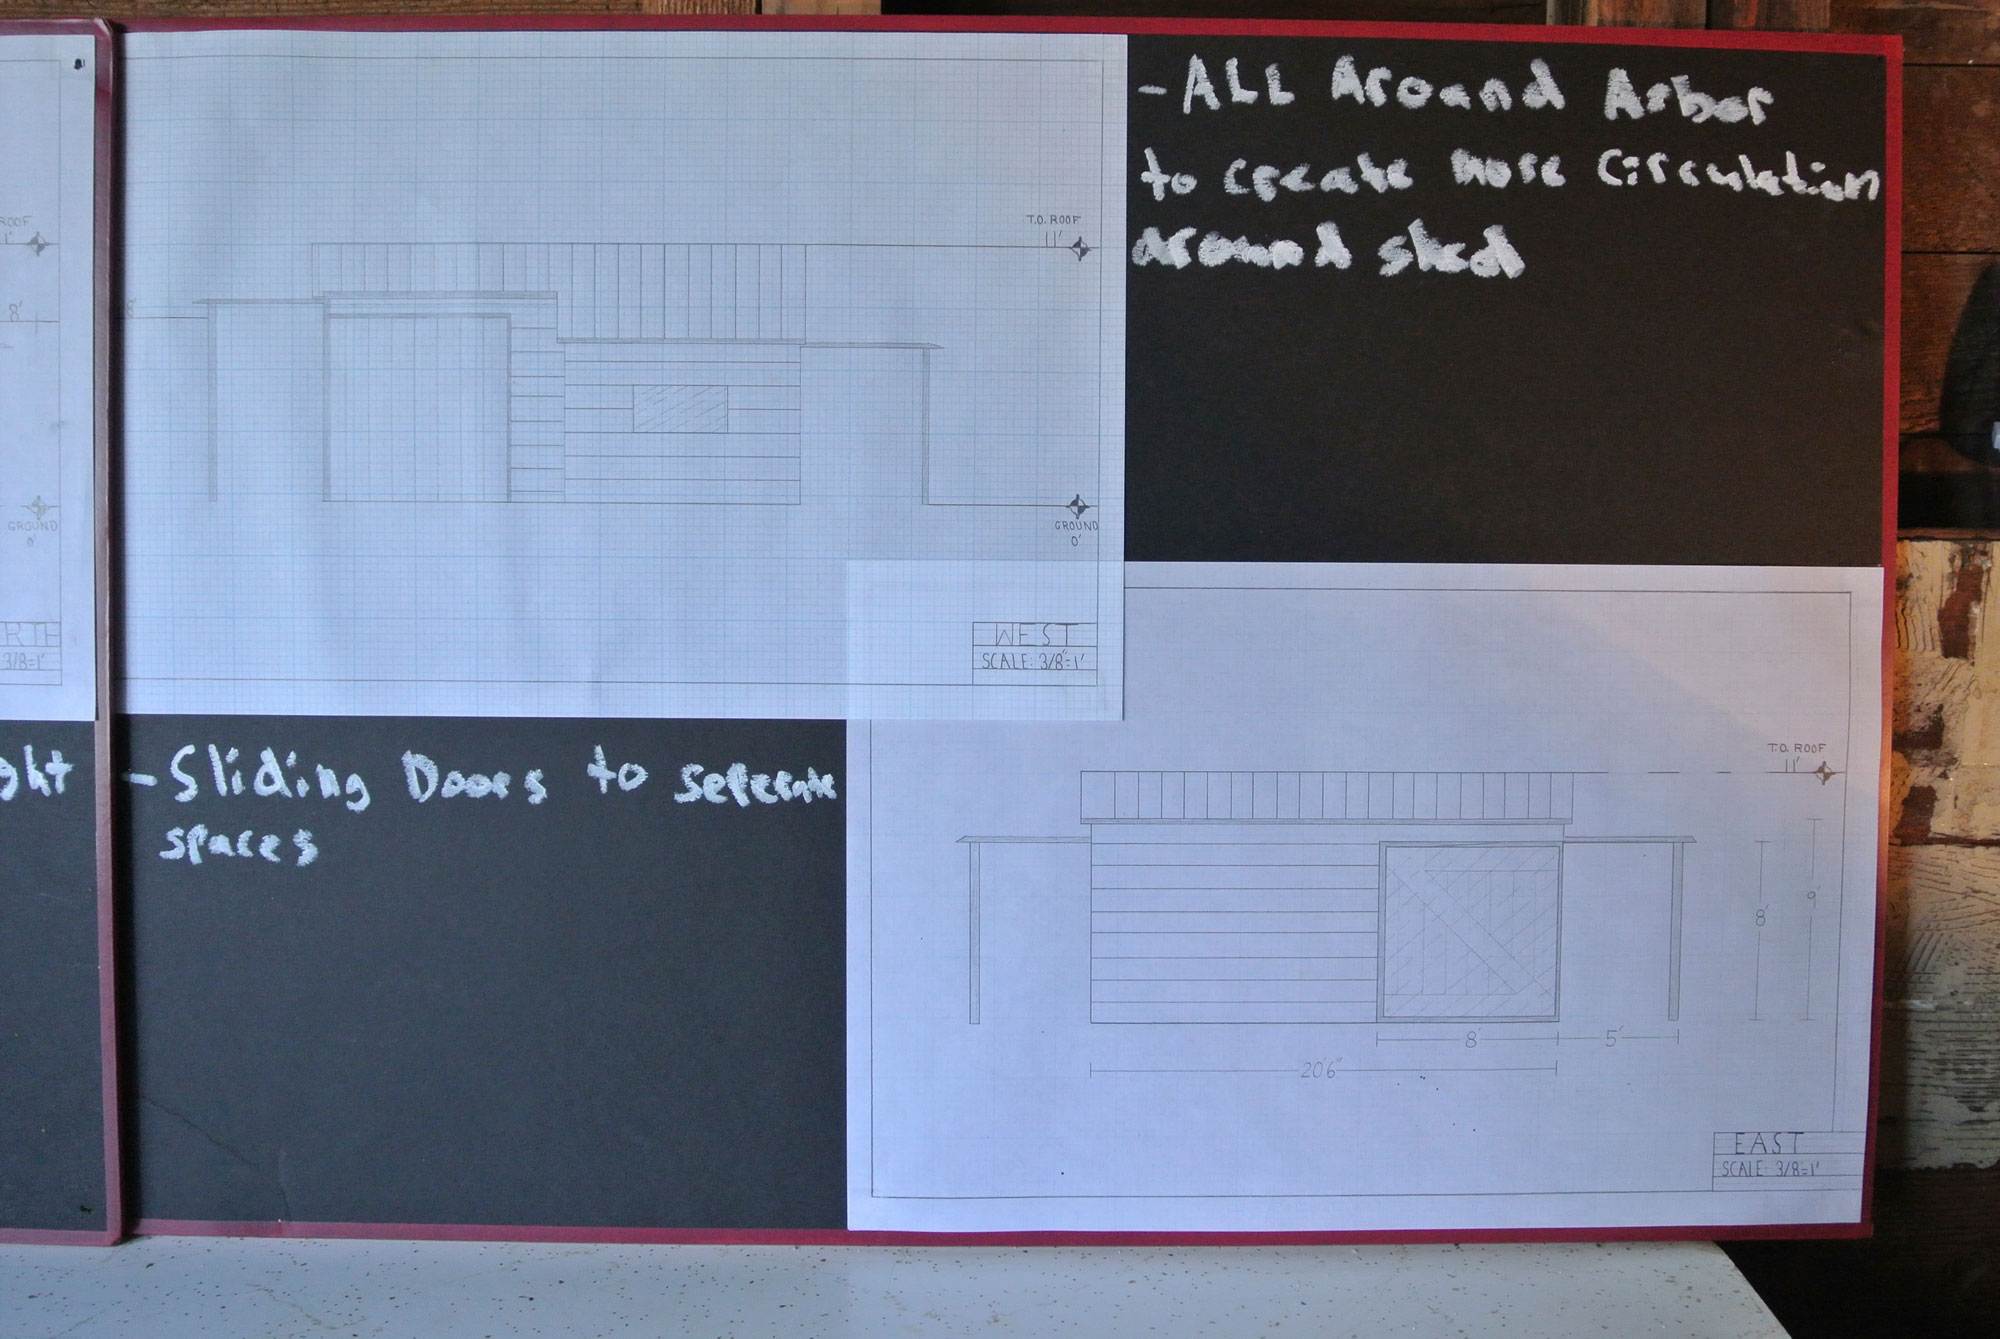 ROOF
1'
8'
GROUND
0'
RTH
3/8=1'
T.O. ROOF
11'
8'
GROUND
0'
WEST
SCALE: 3/8"=1'
- ALL Around Arbor
to create more Circulation
around shed
ght
- Sliding Doors to seperate
spaces
T.O. ROOF
11'
8'
9'
8'
5'
20'6"
EAST
SCALE: 3/8=1'